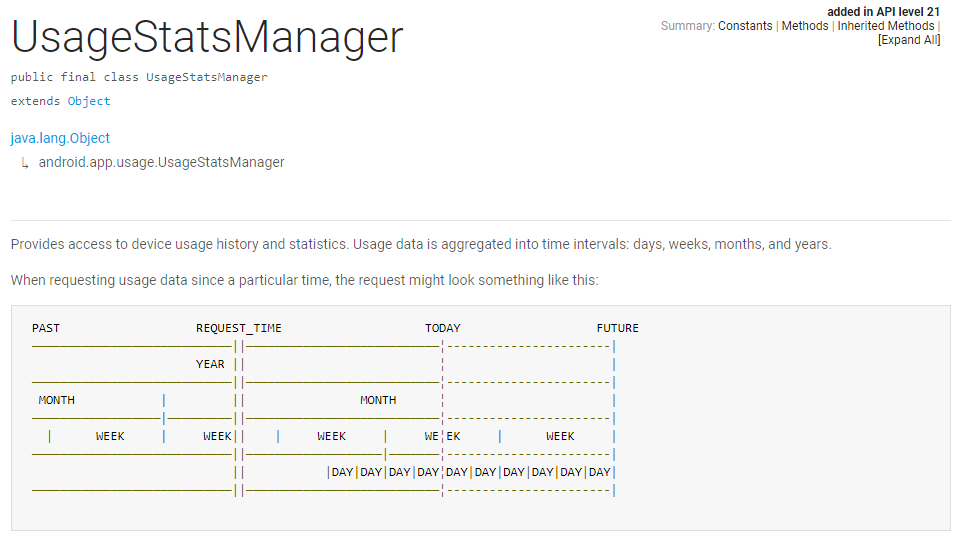 UsageStatsManager
added in API level 21
Summary: Constants | Methods | Inherited Methods |
[Expand All]
public final class UsageStatsManager
extends Object
java.lang.Object
↳ android.app.usage.UsageStatsManager
Provides access to device usage history and statistics. Usage data is aggregated into time intervals: days, weeks, months, and years.
When requesting usage data since a particular time, the request might look something like this:
PAST REQUEST_TIME TODAY FUTURE
YEAR ||
MONTH | || MONTH ¦ |
| WEEK | WEEK|| | WEEK | WE¦EK | WEEK |
|| |DAY|DAY|DAY|DAY¦DAY|DAY|DAY|DAY|DAY|DAY|